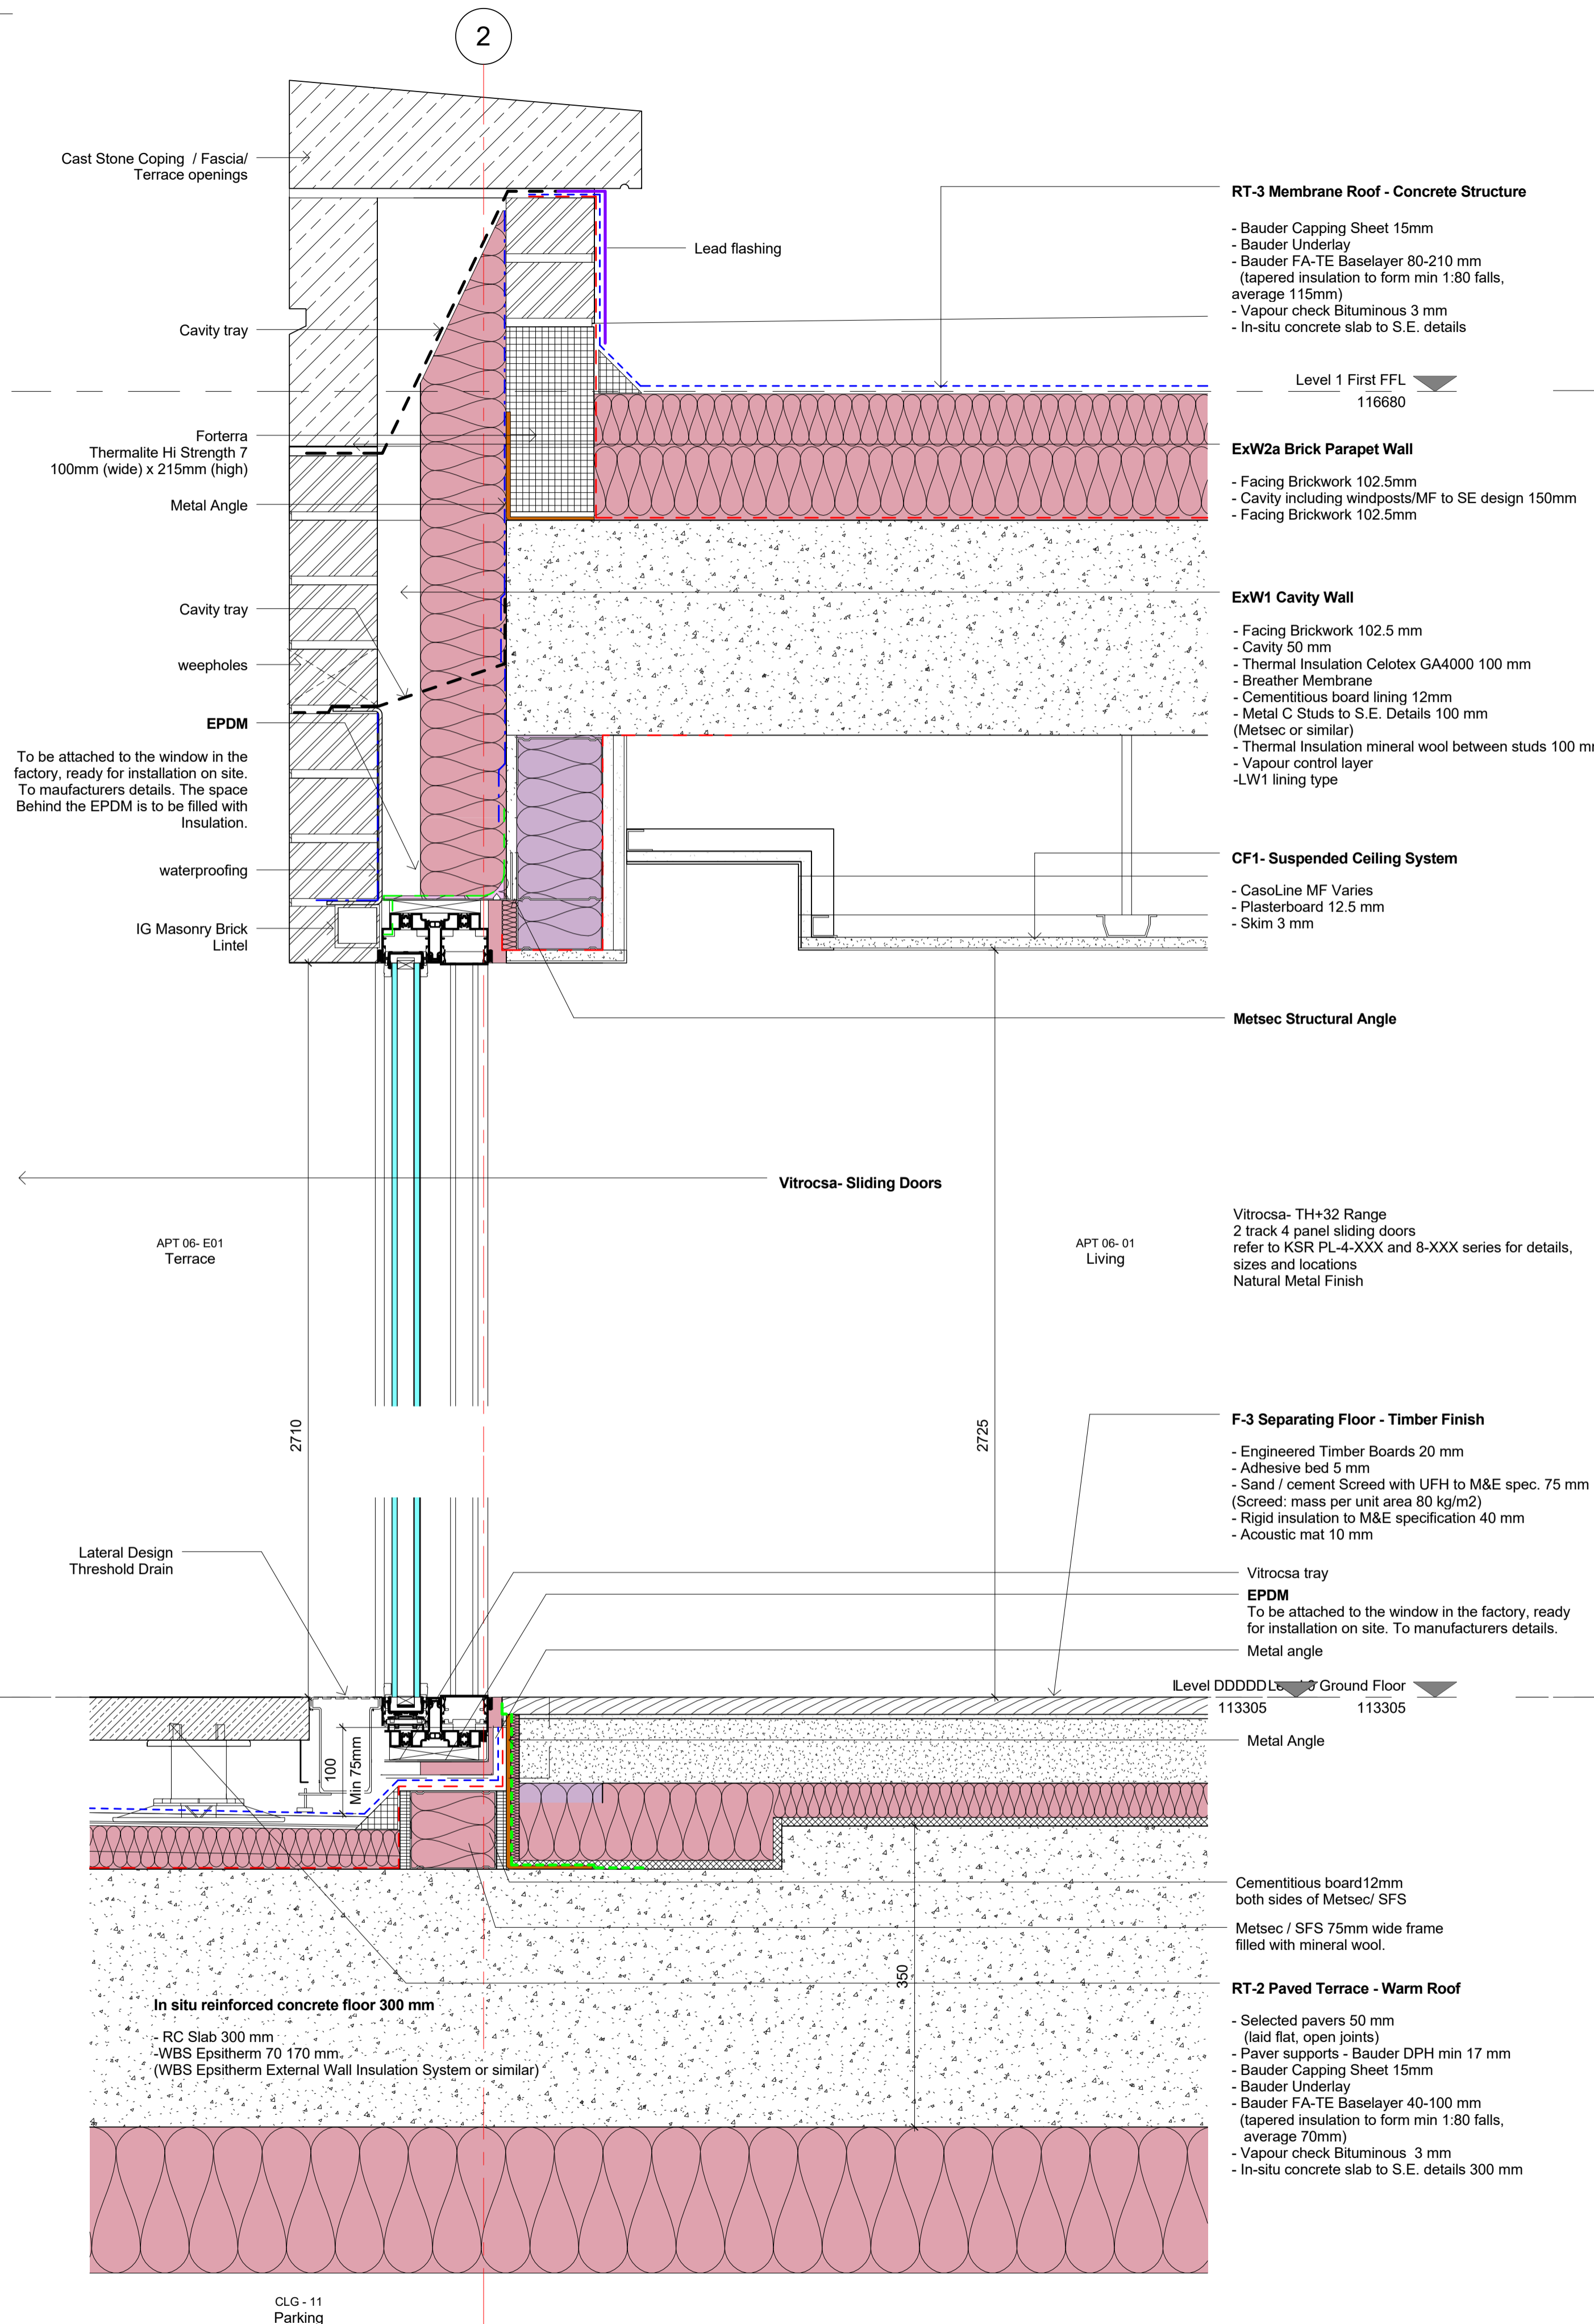 2
Cast Stone Coping / Fascia/
Terrace openings
Lead flashing
Cavity tray
Forterra
Thermalite Hi Strength 7
100mm (wide) x 215mm (high)
Metal Angle
Cavity tray
weepholes
EPDM
To be attached to the window in the
factory, ready for installation on site.
To maufacturers details. The space
Behind the EPDM is to be filled with
Insulation.
waterproofing
IG Masonry Brick
Lintel
RT-3 Membrane Roof - Concrete Structure
- Bauder Capping Sheet 15mm
- Bauder Underlay
- Bauder FA-TE Baselayer 80-210 mm
(tapered insulation to form min 1:80 falls,
average 115mm)
- Vapour check Bituminous 3 mm
- In-situ concrete slab to S.E. details
Level 1 First FFL
116680
ExW2a Brick Parapet Wall
- Facing Brickwork 102.5mm
- Cavity including windposts/MF to SE design 150mm
- Facing Brickwork 102.5mm
ExW1 Cavity Wall
- Facing Brickwork 102.5 mm
- Cavity 50 mm
- Thermal Insulation Celotex GA4000 100 mm
- Breather Membrane
- Cementitious board lining 12mm
- Metal C Studs to S.E. Details 100 mm
(Metsec or similar)
- Thermal Insulation mineral wool between studs 100
- Vapour control layer
-LW1 lining type
CF1- Suspended Ceiling System
- CasoLine MF Varies
- Plasterboard 12.5 mm
- Skim 3 mm
Metsec Structural Angle
Vitrocsa- Sliding Doors
APT 06- E01
Terrace
APT 06- 01
Living
Vitrocsa- TH+32 Range
2 track 4 panel sliding doors
refer to KSR PL-4-XXX and 8-XXX series for details,
sizes and locations
Natural Metal Finish
2710
2725
F-3 Separating Floor - Timber Finish
- Engineered Timber Boards 20 mm
- Adhesive bed 5 mm
- Sand / cement Screed with UFH to M&E spec. 75 mm
(Screed: mass per unit area 80 kg/m2)
- Rigid insulation to M&E specification 40 mm
- Acoustic mat 10 mm
Lateral Design
Threshold Drain
Vitrocsa tray
EPDM
To be attached to the window in the factory, ready
for installation on site. To manufacturers details.
Metal angle
Ground Floor
113305
113305
Metal Angle
100
Min 75mm
Cementitious board12mm
both sides of Metsec/ SFS
Metsec / SFS 75mm wide frame
filled with mineral wool.
350
In situ reinforced concrete floor 300 mm
- RC Slab 300 mm
-WBS Epsitherm 70 170 mm
(WBS Epsitherm External Wall Insulation System or similar)
RT-2 Paved Terrace - Warm Roof
- Selected pavers 50 mm
(laid flat, open joints)
- Paver supports - Bauder DPH min 17 mm
- Bauder Capping Sheet 15mm
- Bauder Underlay
- Bauder FA-TE Baselayer 40-100 mm
(tapered insulation to form min 1:80 falls,
average 70mm)
- Vapour check Bituminous 3 mm
- In-situ concrete slab to S.E. details 300 mm
CLG - 11
Parking